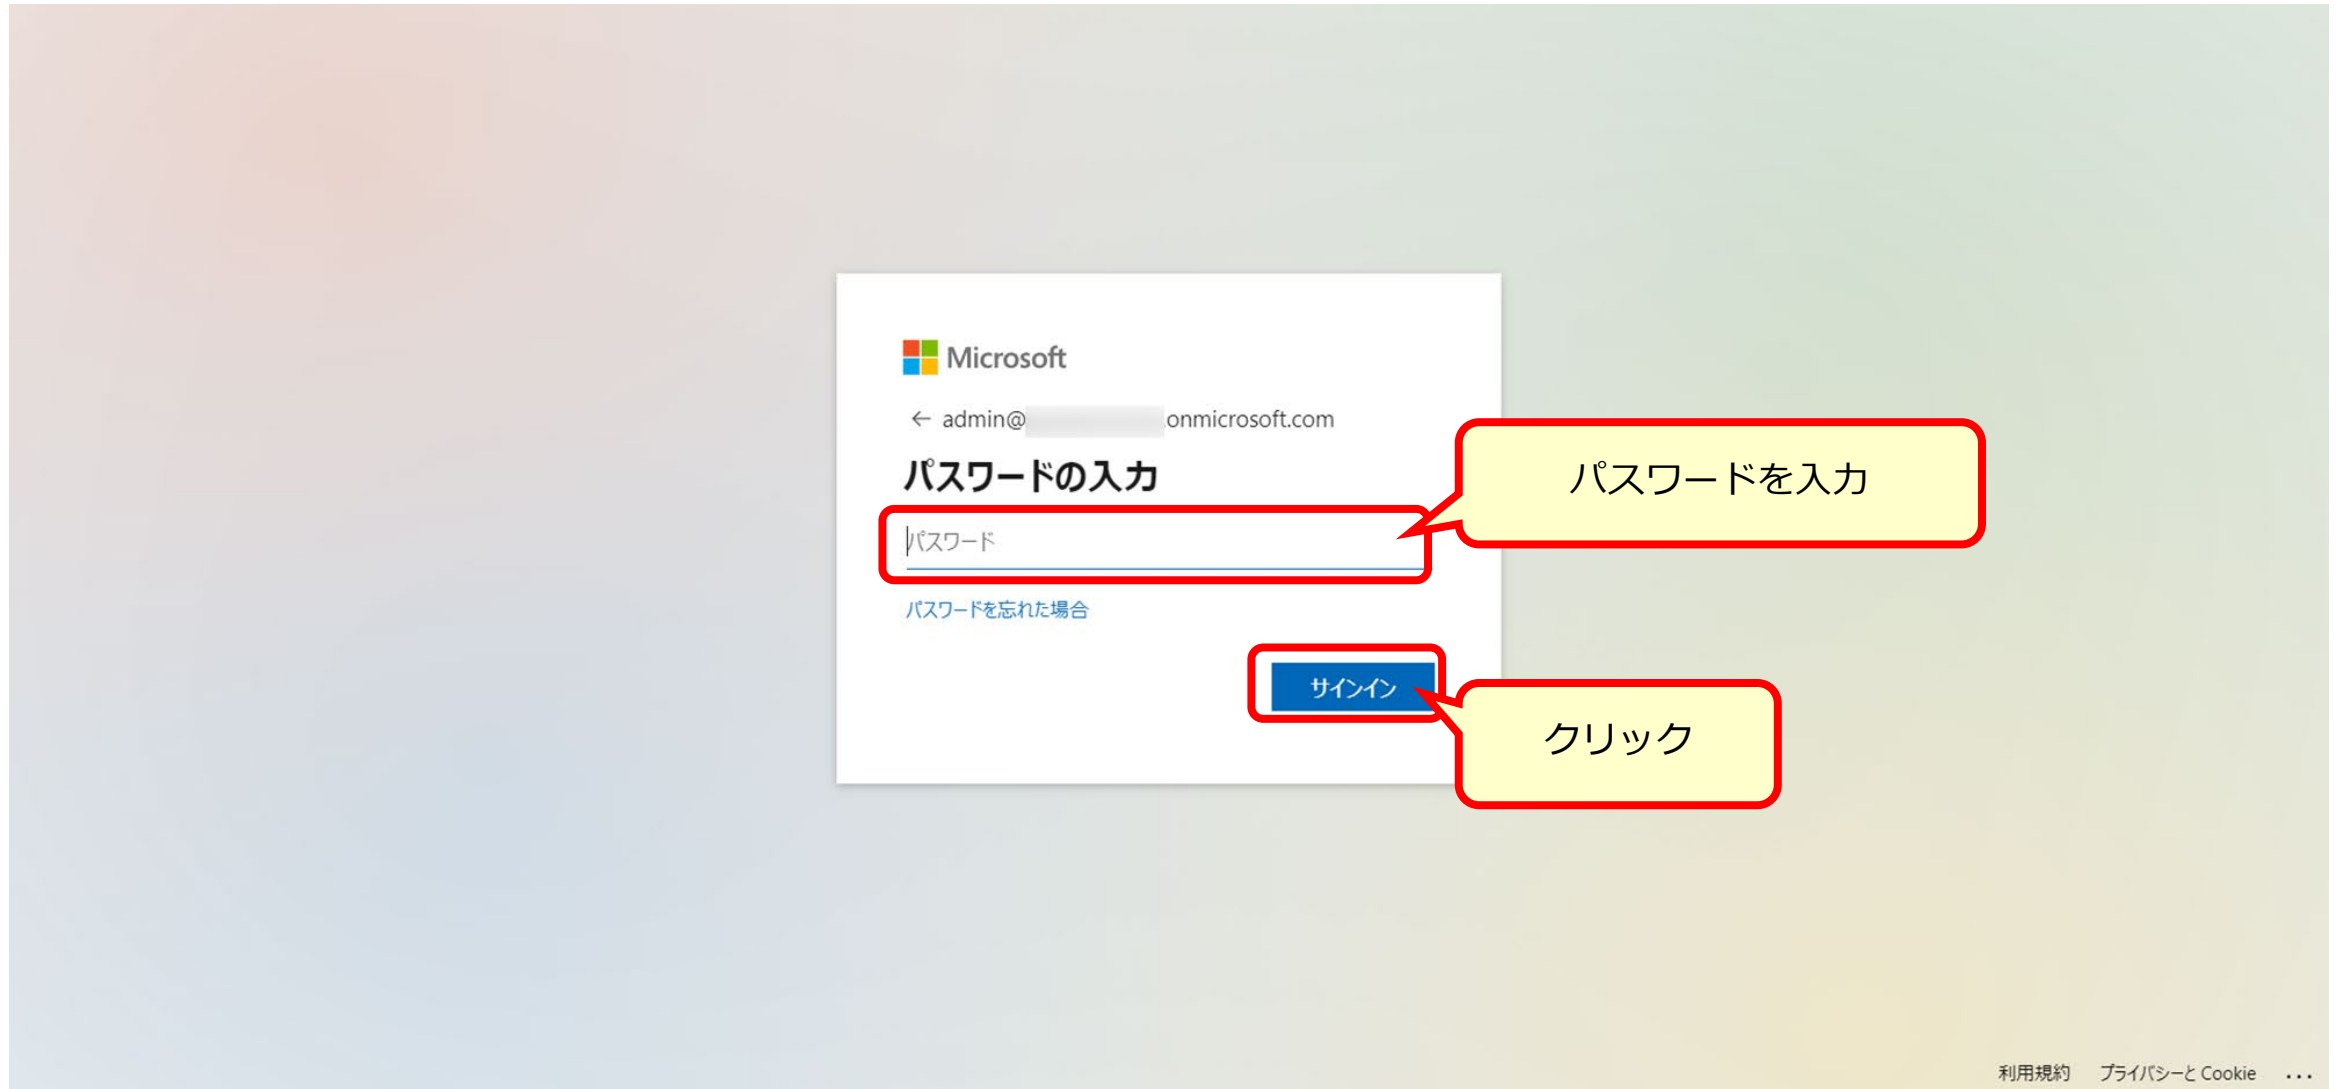 Microsoft
← admin@ onmicrosoft.com
パスワードの入力
パスワードを入力
パスワード
パスワードを忘れた場合
サインイン
クリック
利用規約 プライバシーと Cookie ...